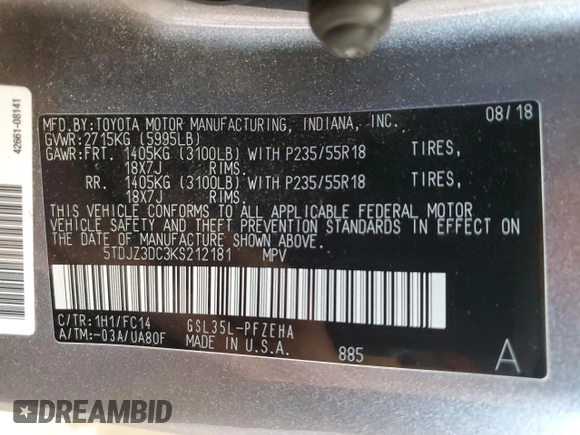 42661-08141
MFD.BY:TOYOTA MOTOR MANUFACTURING, INDIANA, INC. 08/18
GVWR:2715KG (5995LB)
GAWR:FRT. 1405KG (3100LB) WITH P235/55R18 TIRES,
18X7J RIMS.
RR. 1405KG (3100LB) WITH P235/55R18 TIRES,
18X7J RIMS.
THIS VEHICLE CONFORMS TO ALL APPLICABLE FEDERAL MOTOR
VEHICLE SAFETY AND THEFT PREVENTION STANDARDS IN EFFECT ON
THE DATE OF MANUFACTURE SHOWN ABOVE.
5TDJZ3DC3KS212181 MPV
C/TR:1H1/FC14 GSL35L-PFZEHA
A/TM:-03A/UA80F MADE IN U.S.A. 885 A
DREAMBID